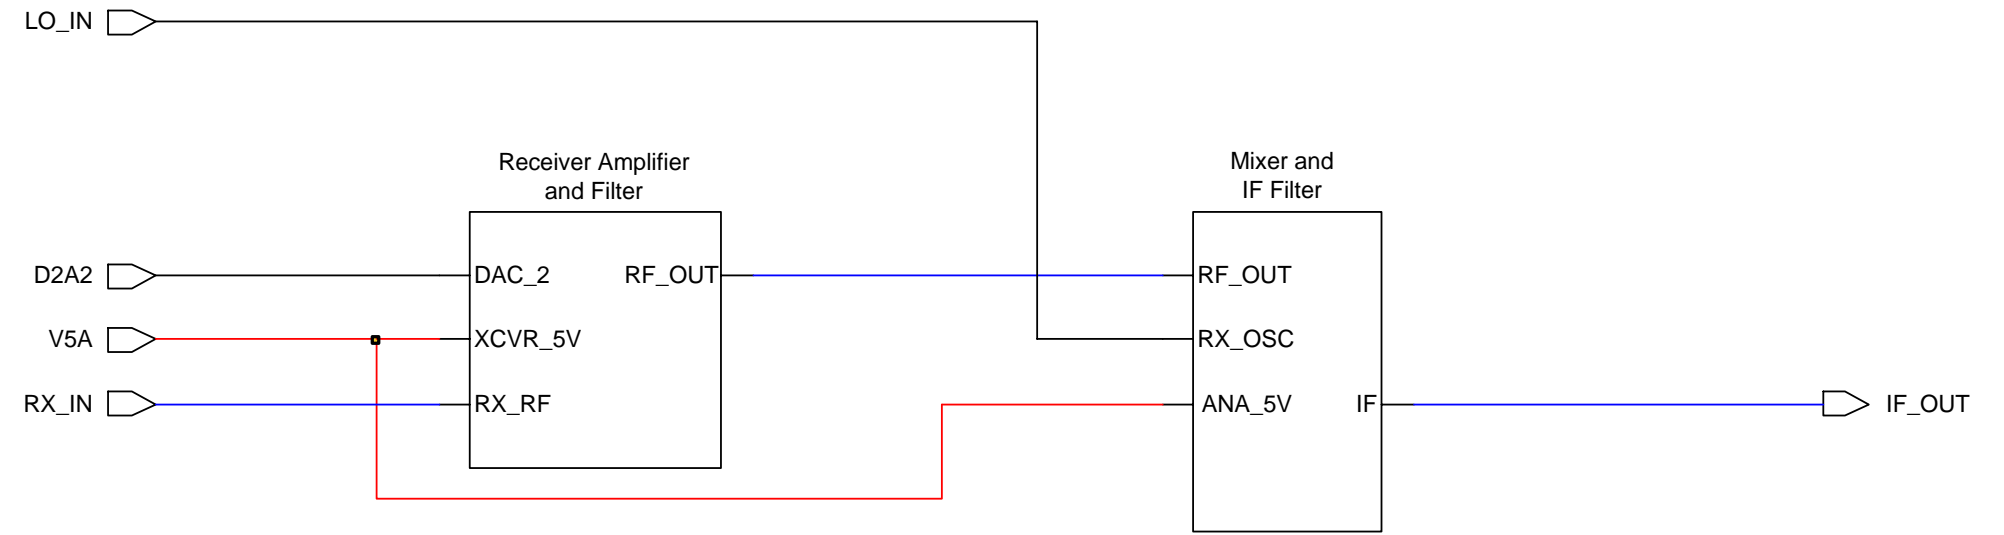 LO_IN
Receiver Amplifier
and Filter
Mixer and
IF Filter
D2A2
DAC_2
RF_OUT
RF_OUT
V5A
XCVR_5V
RX_OSC
RX_IN
RX_RF
ANA_5V
IF
IF_OUT